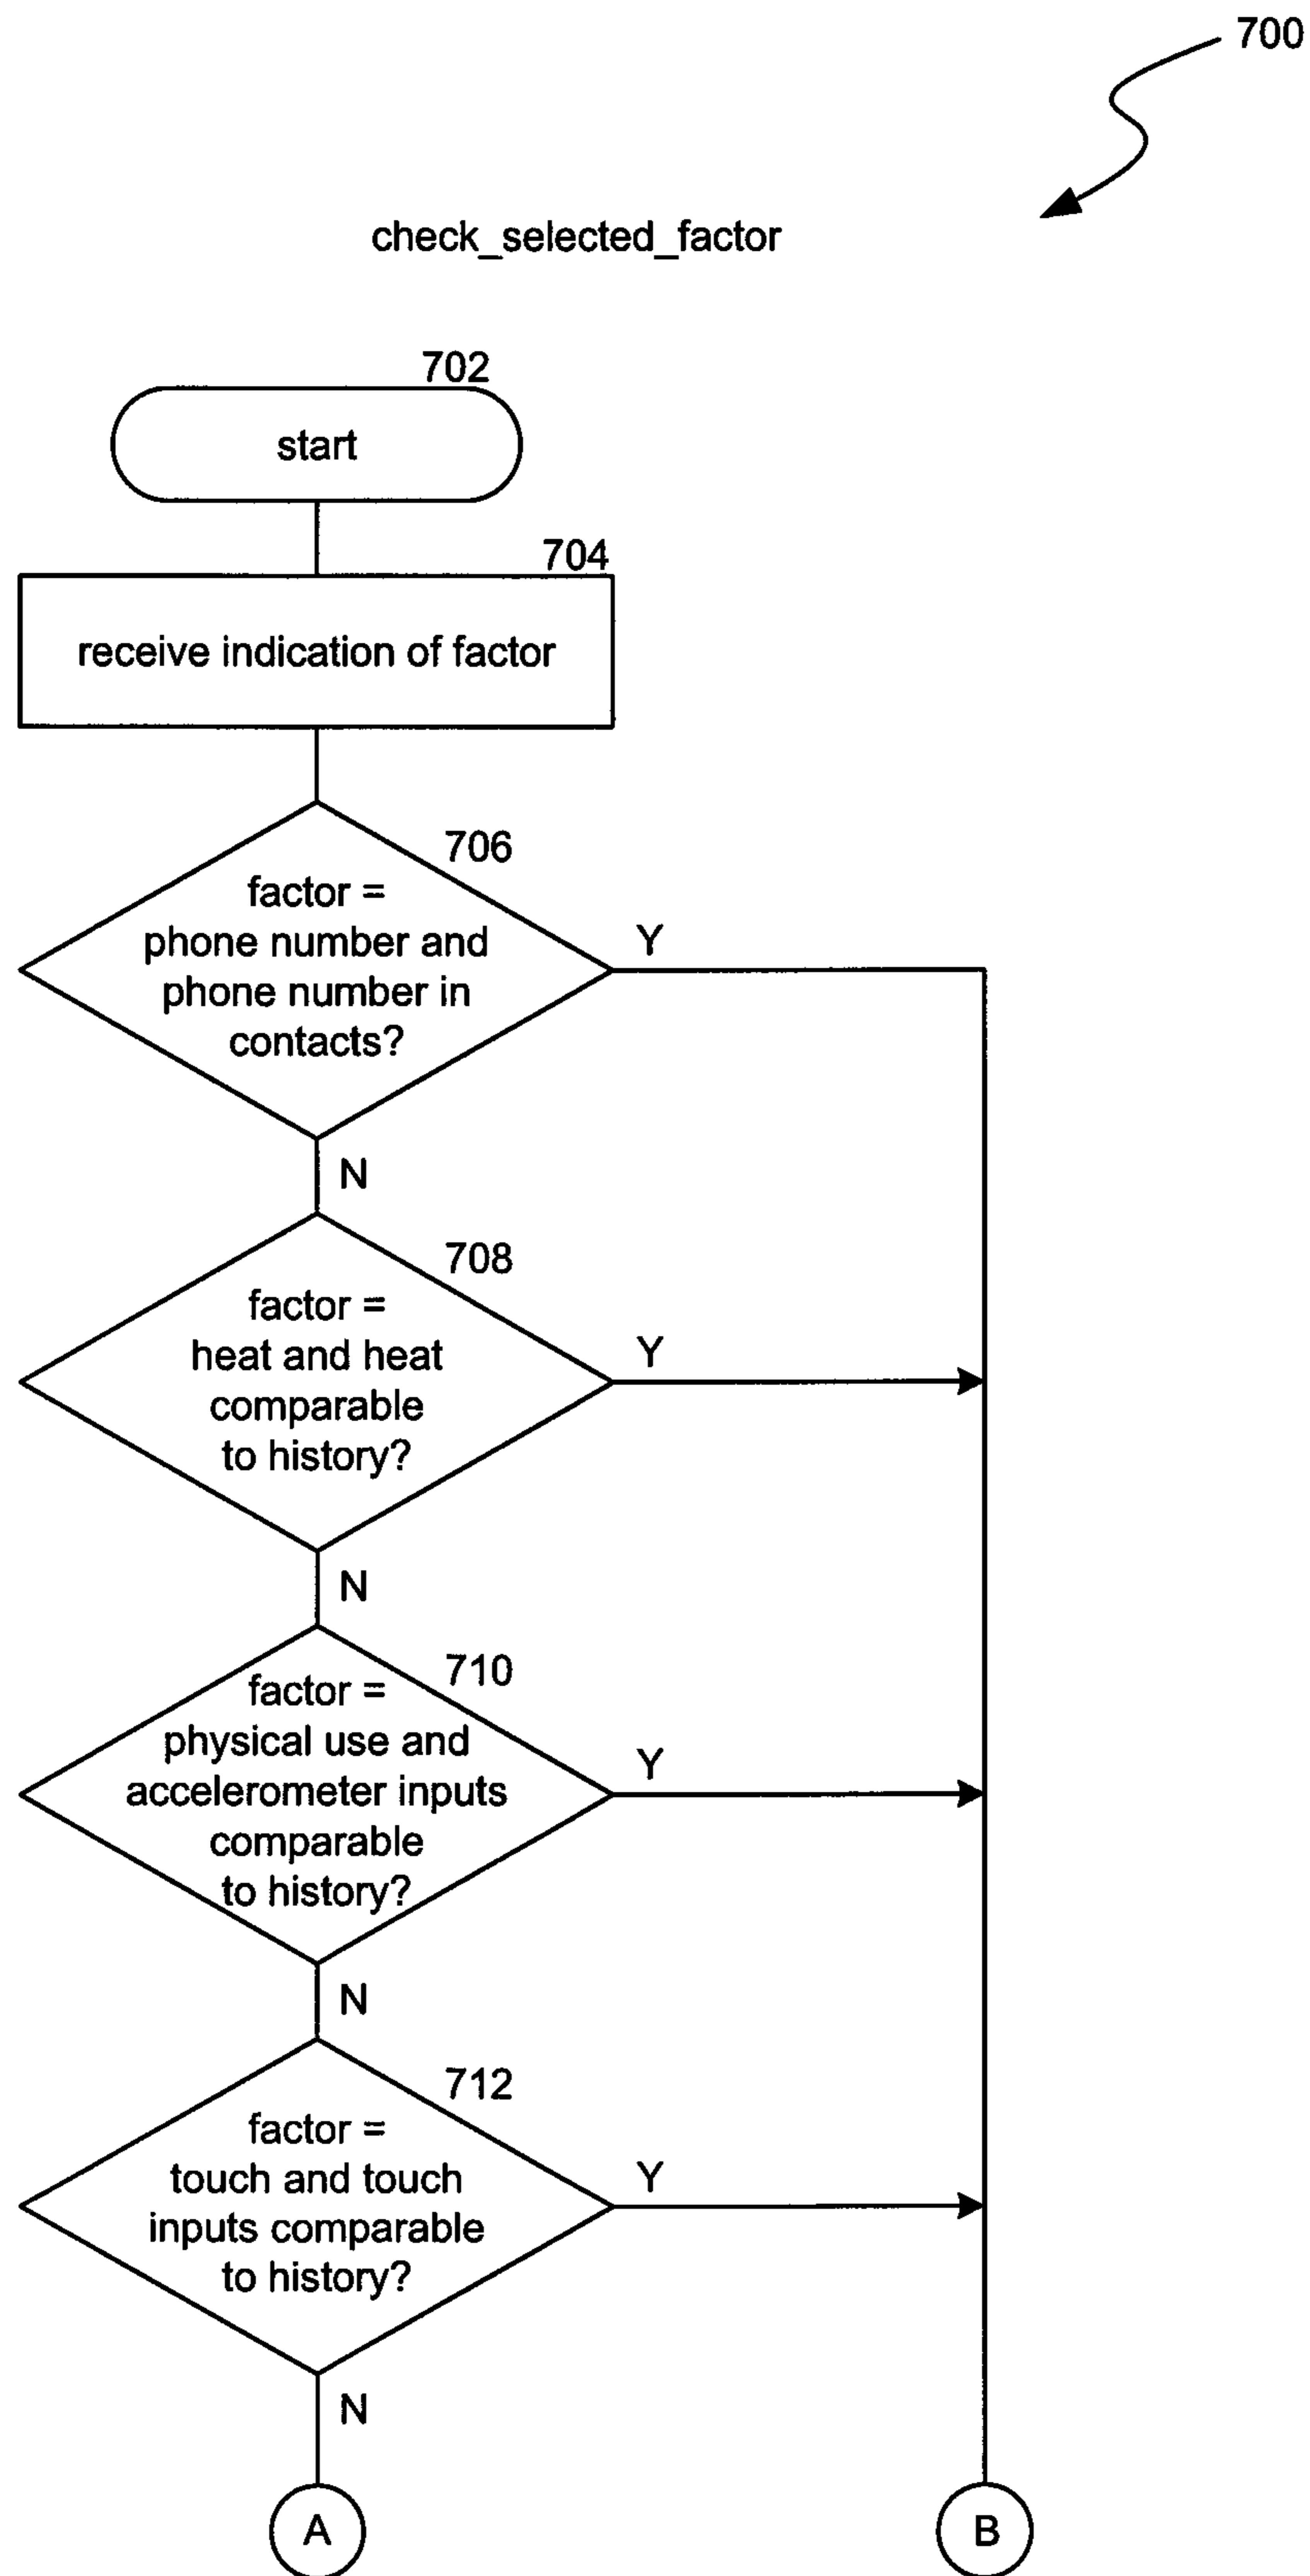 700
check_selected_factor
702
start
704
receive indication of factor
706
factor =
phone number and
phone number in
contacts?
Y
N
708
factor =
heat and heat
comparable
to history?
Y
N
710
factor =
physical use and
accelerometer inputs
comparable
to history?
Y
N
712
factor =
touch and touch
inputs comparable
to history?
Y
N
A
B